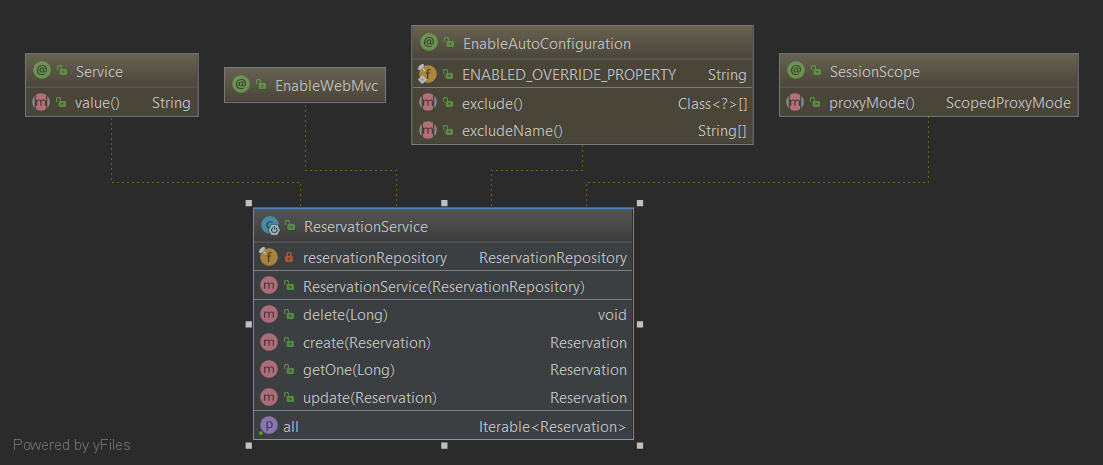 Service
value() String
EnableWebMvc
EnableAutoConfiguration
ENABLED_OVERRIDE_PROPERTY String
exclude() Class<?>[]
excludeName() String[]
SessionScope
proxyMode() ScopedProxyMode
ReservationService
reservationRepository ReservationRepository
ReservationService(ReservationRepository)
delete(Long) void
create(Reservation) Reservation
getOne(Long) Reservation
update(Reservation) Reservation
all Iterable<Reservation>
Powered by yFiles